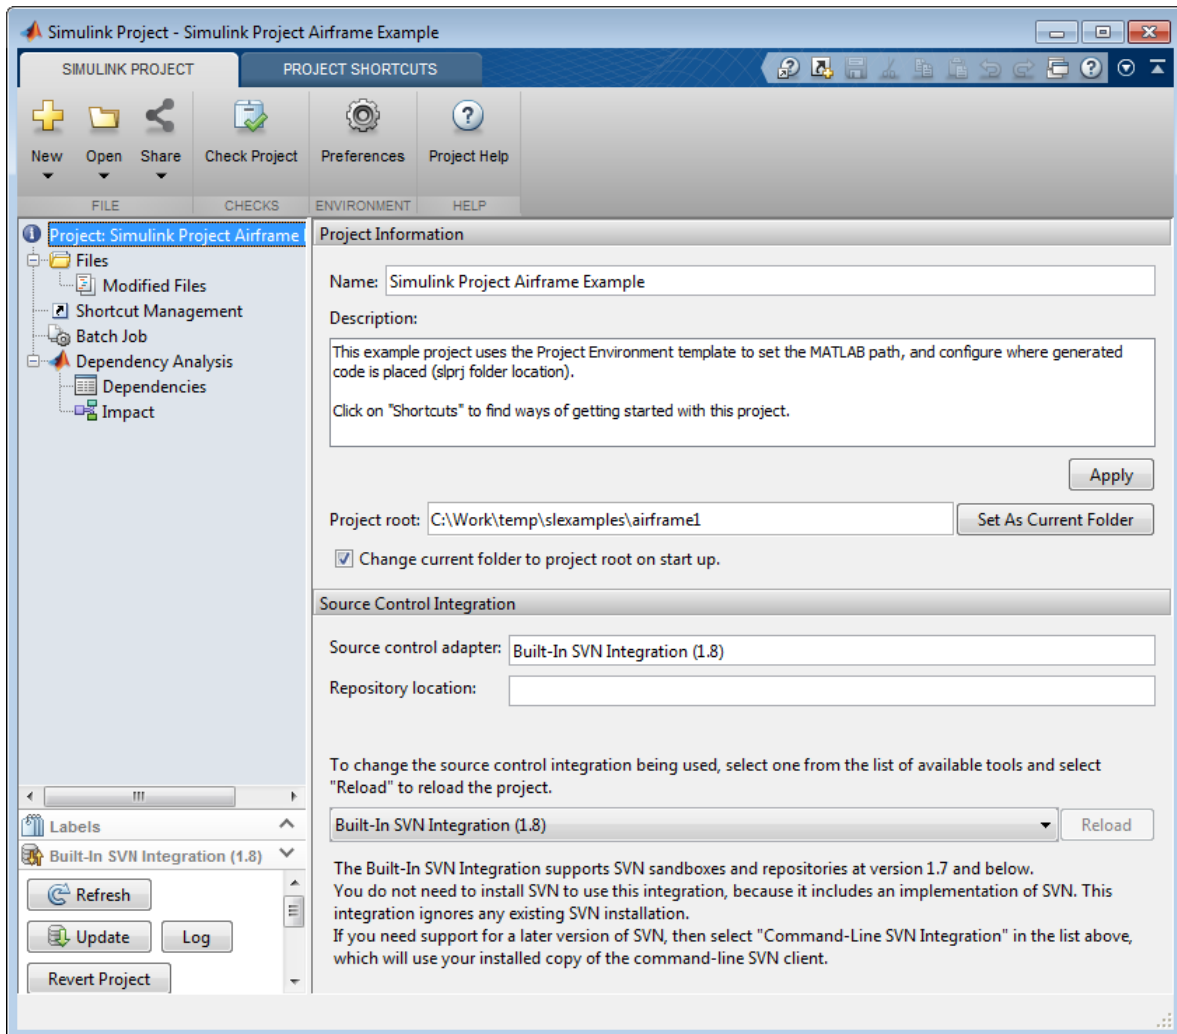 Simulink Project - Simulink Project Airframe Example
SIMULINK PROJECT
PROJECT SHORTCUTS
New
Open
Share
Check Project
Preferences
Project Help
FILE
CHECKS
ENVIRONMENT
HELP
Project: Simulink Project Airframe
Files
Modified Files
Shortcut Management
Batch Job
Dependency Analysis
Dependencies
Impact
Labels
Built-In SVN Integration (1.8)
Refresh
Update
Log
Revert Project
Project Information
Name: Simulink Project Airframe Example
Description:
This example project uses the Project Environment template to set the MATLAB path, and configure where generated
code is placed (slprj folder location).
Click on "Shortcuts" to find ways of getting started with this project.
Apply
Project root: C:\Work\temp\slexamples\airframe1
Set As Current Folder
Change current folder to project root on start up.
Source Control Integration
Source control adapter: Built-In SVN Integration (1.8)
Repository location:
To change the source control integration being used, select one from the list of available tools and select
"Reload" to reload the project.
Built-In SVN Integration (1.8)
Reload
The Built-In SVN Integration supports SVN sandboxes and repositories at version 1.7 and below.
You do not need to install SVN to use this integration, because it includes an implementation of SVN. This
integration ignores any existing SVN installation.
If you need support for a later version of SVN, then select "Command-Line SVN Integration" in the list above,
which will use your installed copy of the command-line SVN client.